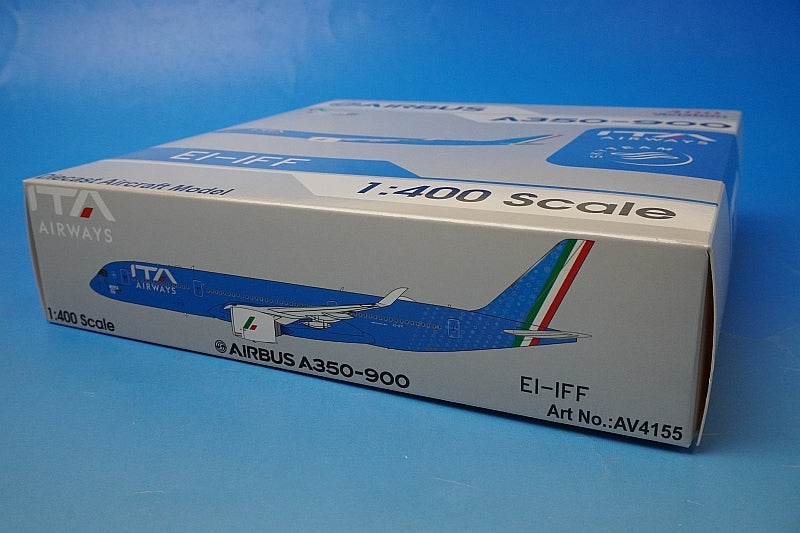 AIRBUS
A350-900
ITA
AIRWAYS
EI-IFF
Diecast Aircraft Model
1:400 Scale
ITA
AIRWAYS
ITA
AIRWAYS
1:400 Scale
AIRBUS A350-900
EI-IFF
Art No.:AV4155